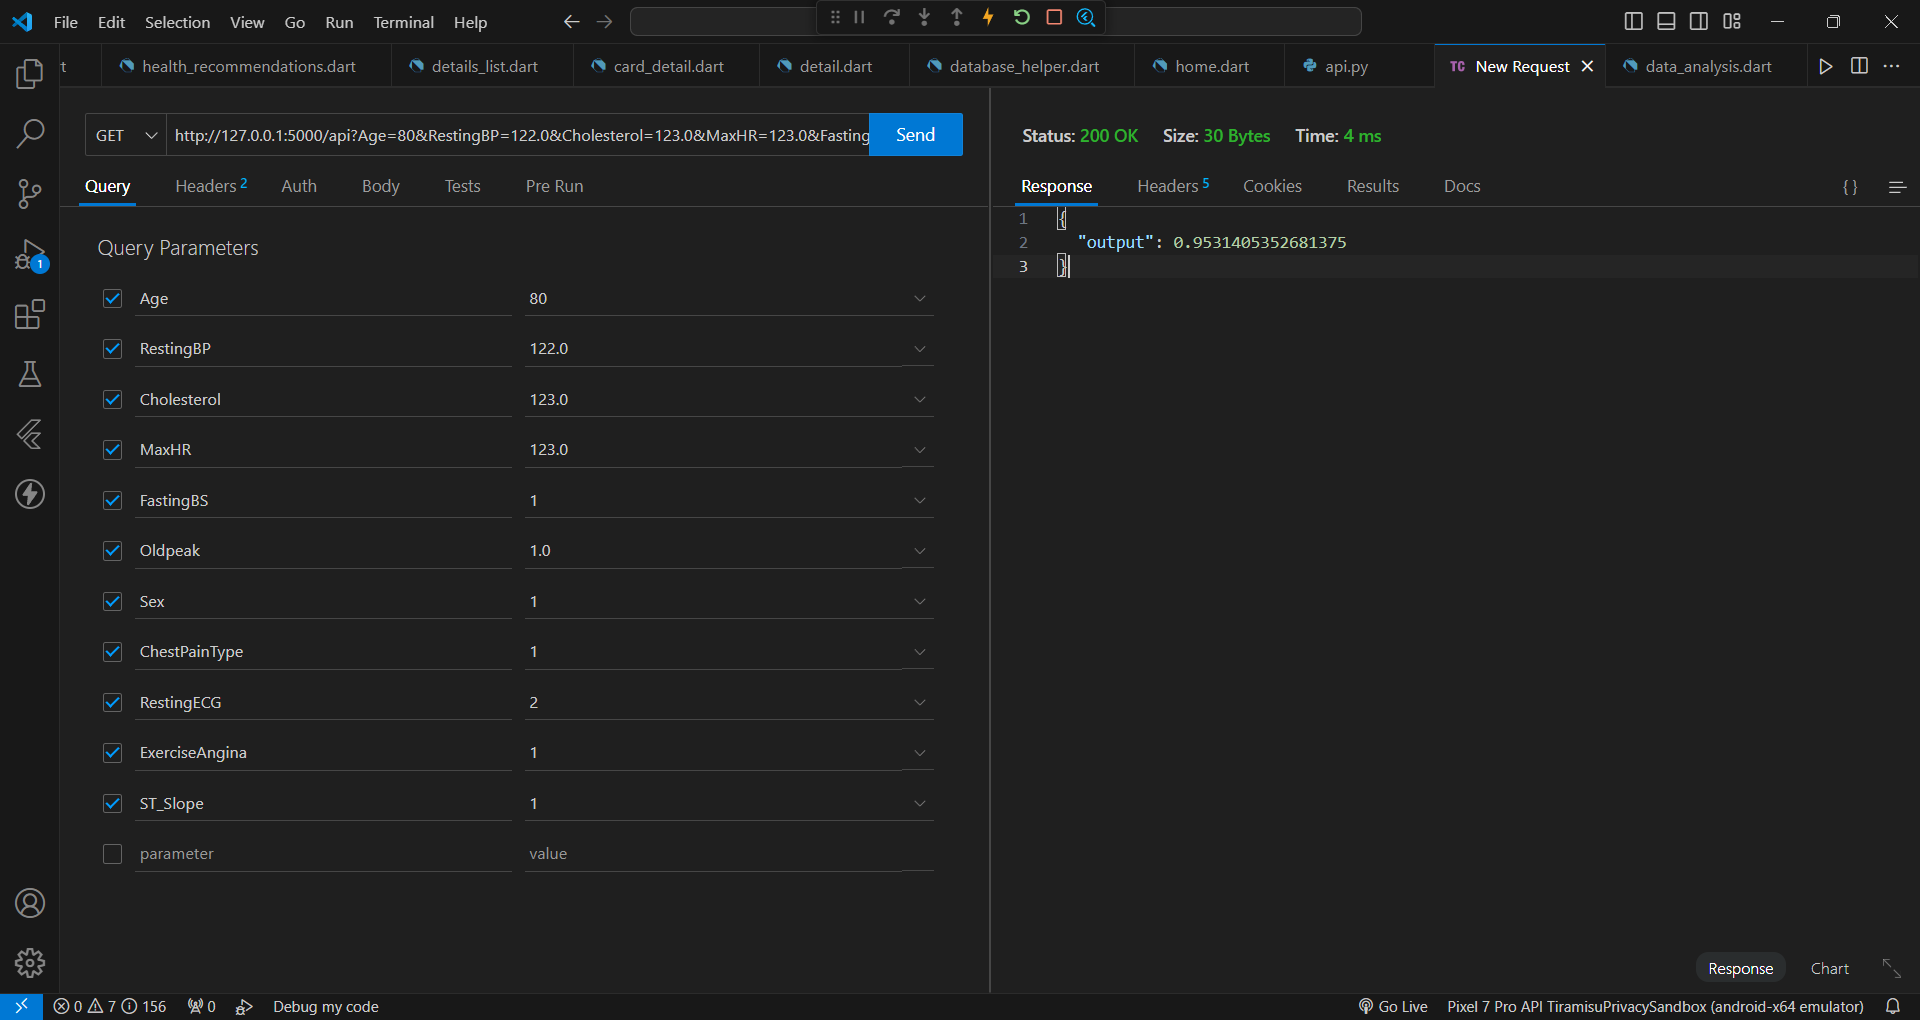 File Edit Selection View Go Run Terminal Help
t health_recommendations.dart details_list.dart card_detail.dart detail.dart database_helper.dart home.dart api.py TC New Request data_analysis.dart
GET http://127.0.0.1:5000/api?Age=80&RestingBP=122.0&Cholesterol=123.0&MaxHR=123.0&Fasting Send
Query Headers 2 Auth Body Tests Pre Run
Query Parameters
Age 80
RestingBP 122.0
Cholesterol 123.0
MaxHR 123.0
FastingBS 1
Oldpeak 1.0
Sex 1
ChestPainType 1
RestingECG 2
ExerciseAngina 1
ST_Slope 1
parameter value
Status: 200 OK Size: 30 Bytes Time: 4 ms
Response Headers 5 Cookies Results Docs {}
1 {
2 "output": 0.9531405352681375
3 }
Response Chart
1
0 7 156 0 Debug my code Go Live Pixel 7 Pro API TiramisuPrivacySandbox (android-x64 emulator)